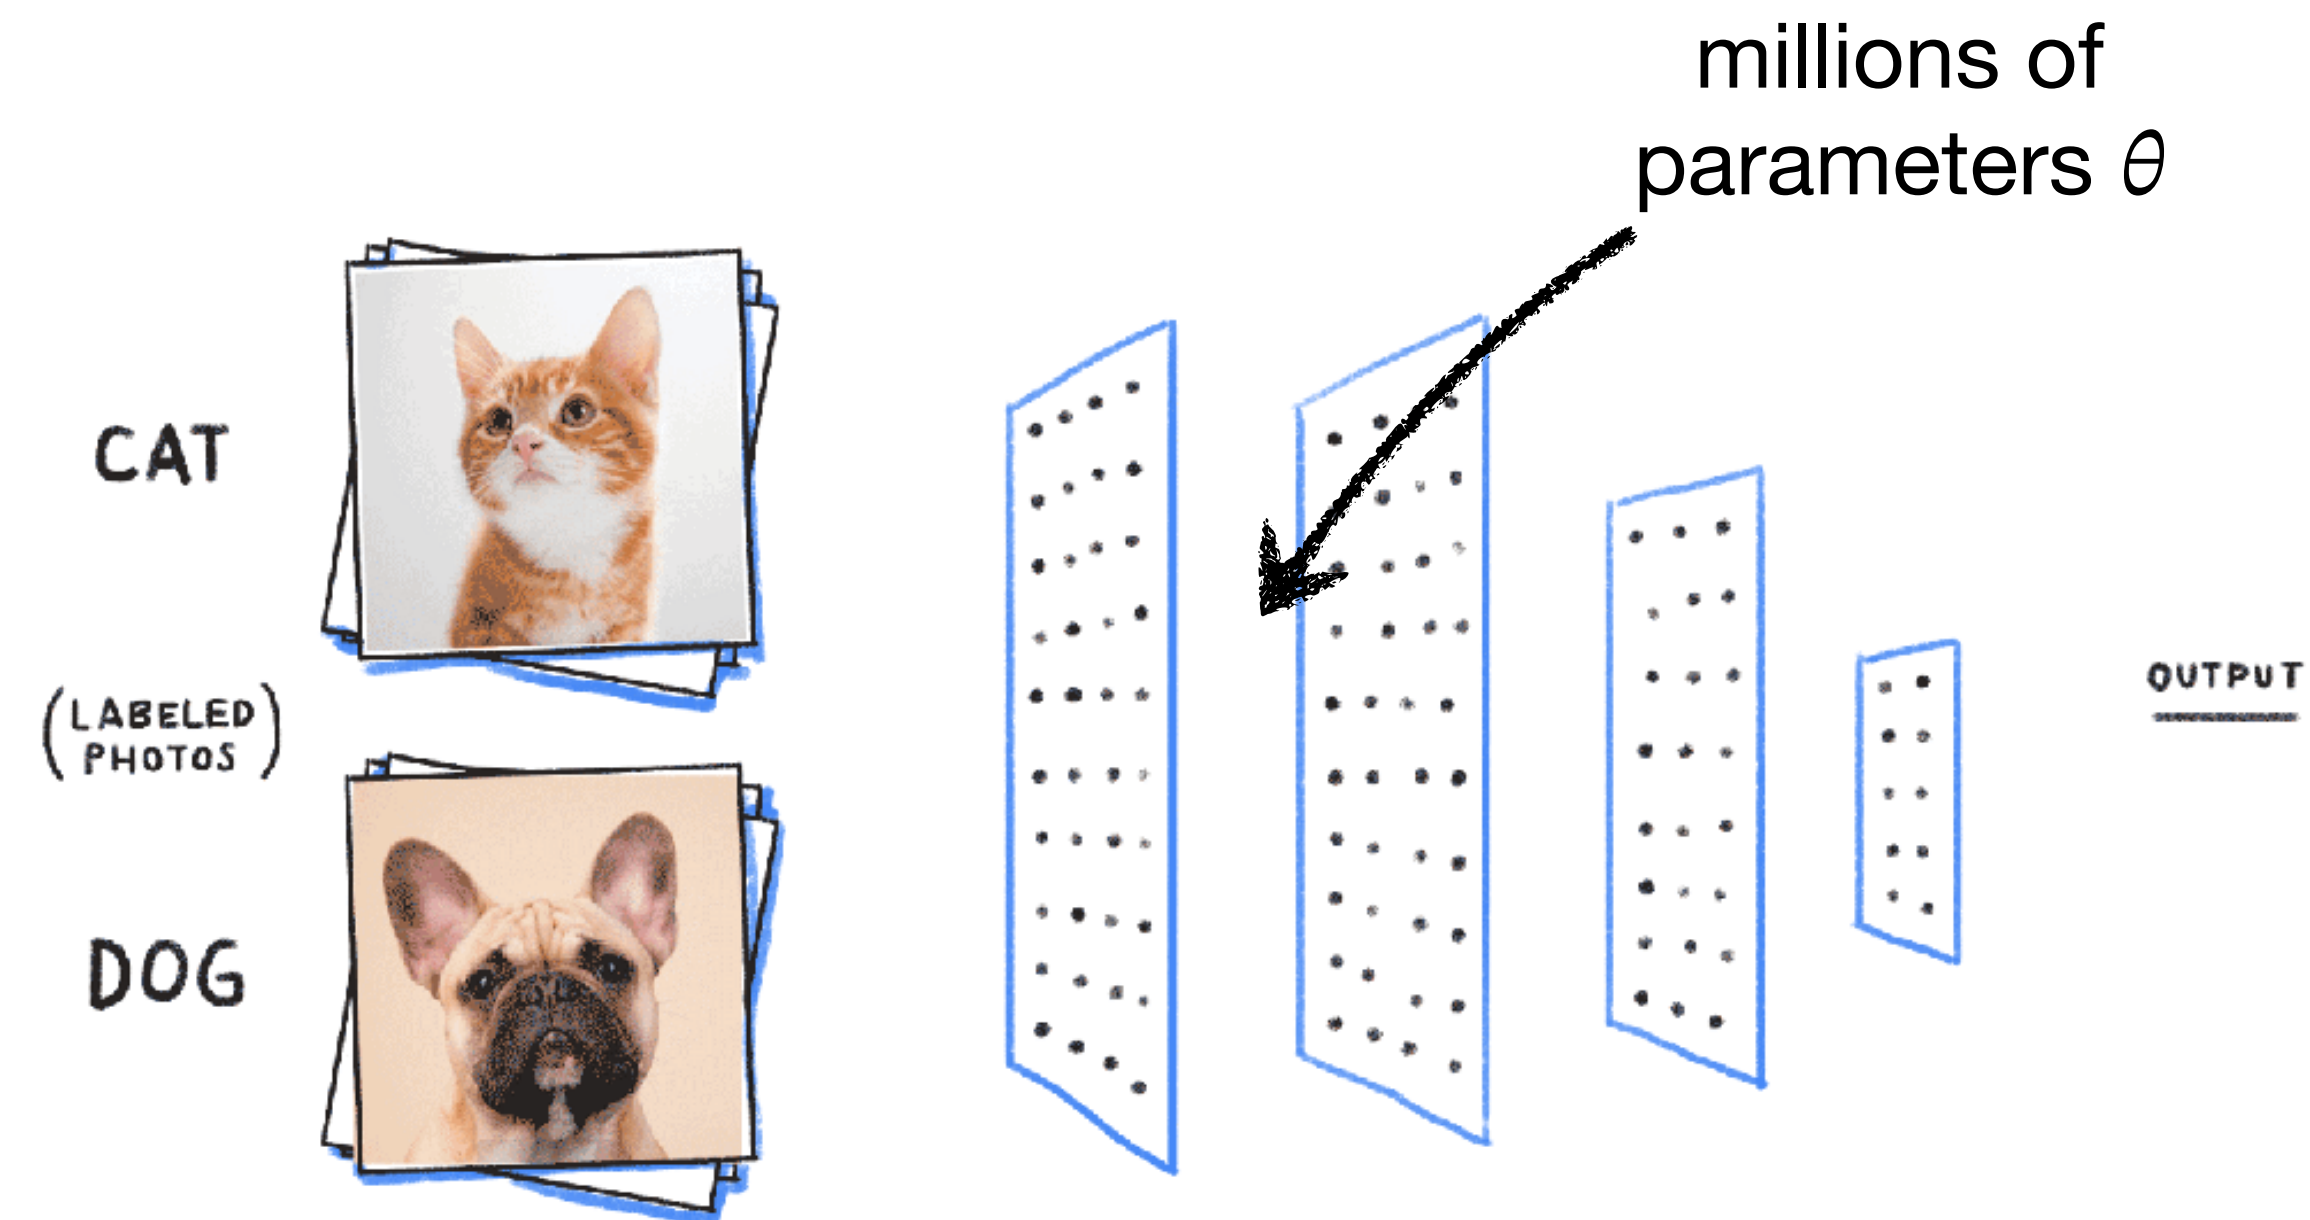 millions of
parameters θ
CAT
(LABELED
PHOTOS)
DOG
OUTPUT